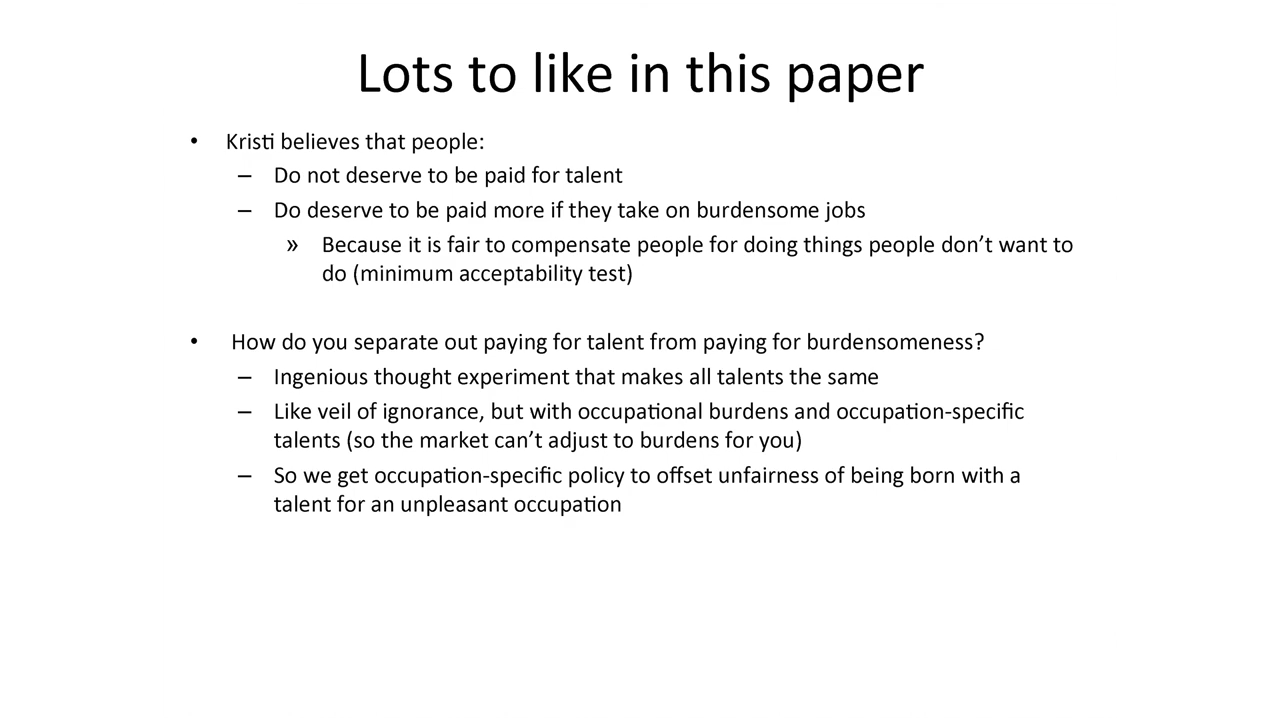 Lots to like in this paper
• Kristi believes that people:
– Do not deserve to be paid for talent
– Do deserve to be paid more if they take on burdensome jobs
» Because it is fair to compensate people for doing things people don’t want to
do (minimum acceptability test)
• How do you separate out paying for talent from paying for burdensomeness?
– Ingenious thought experiment that makes all talents the same
– Like veil of ignorance, but with occupational burdens and occupation-specific
talents (so the market can’t adjust to burdens for you)
– So we get occupation-specific policy to offset unfairness of being born with a
talent for an unpleasant occupation